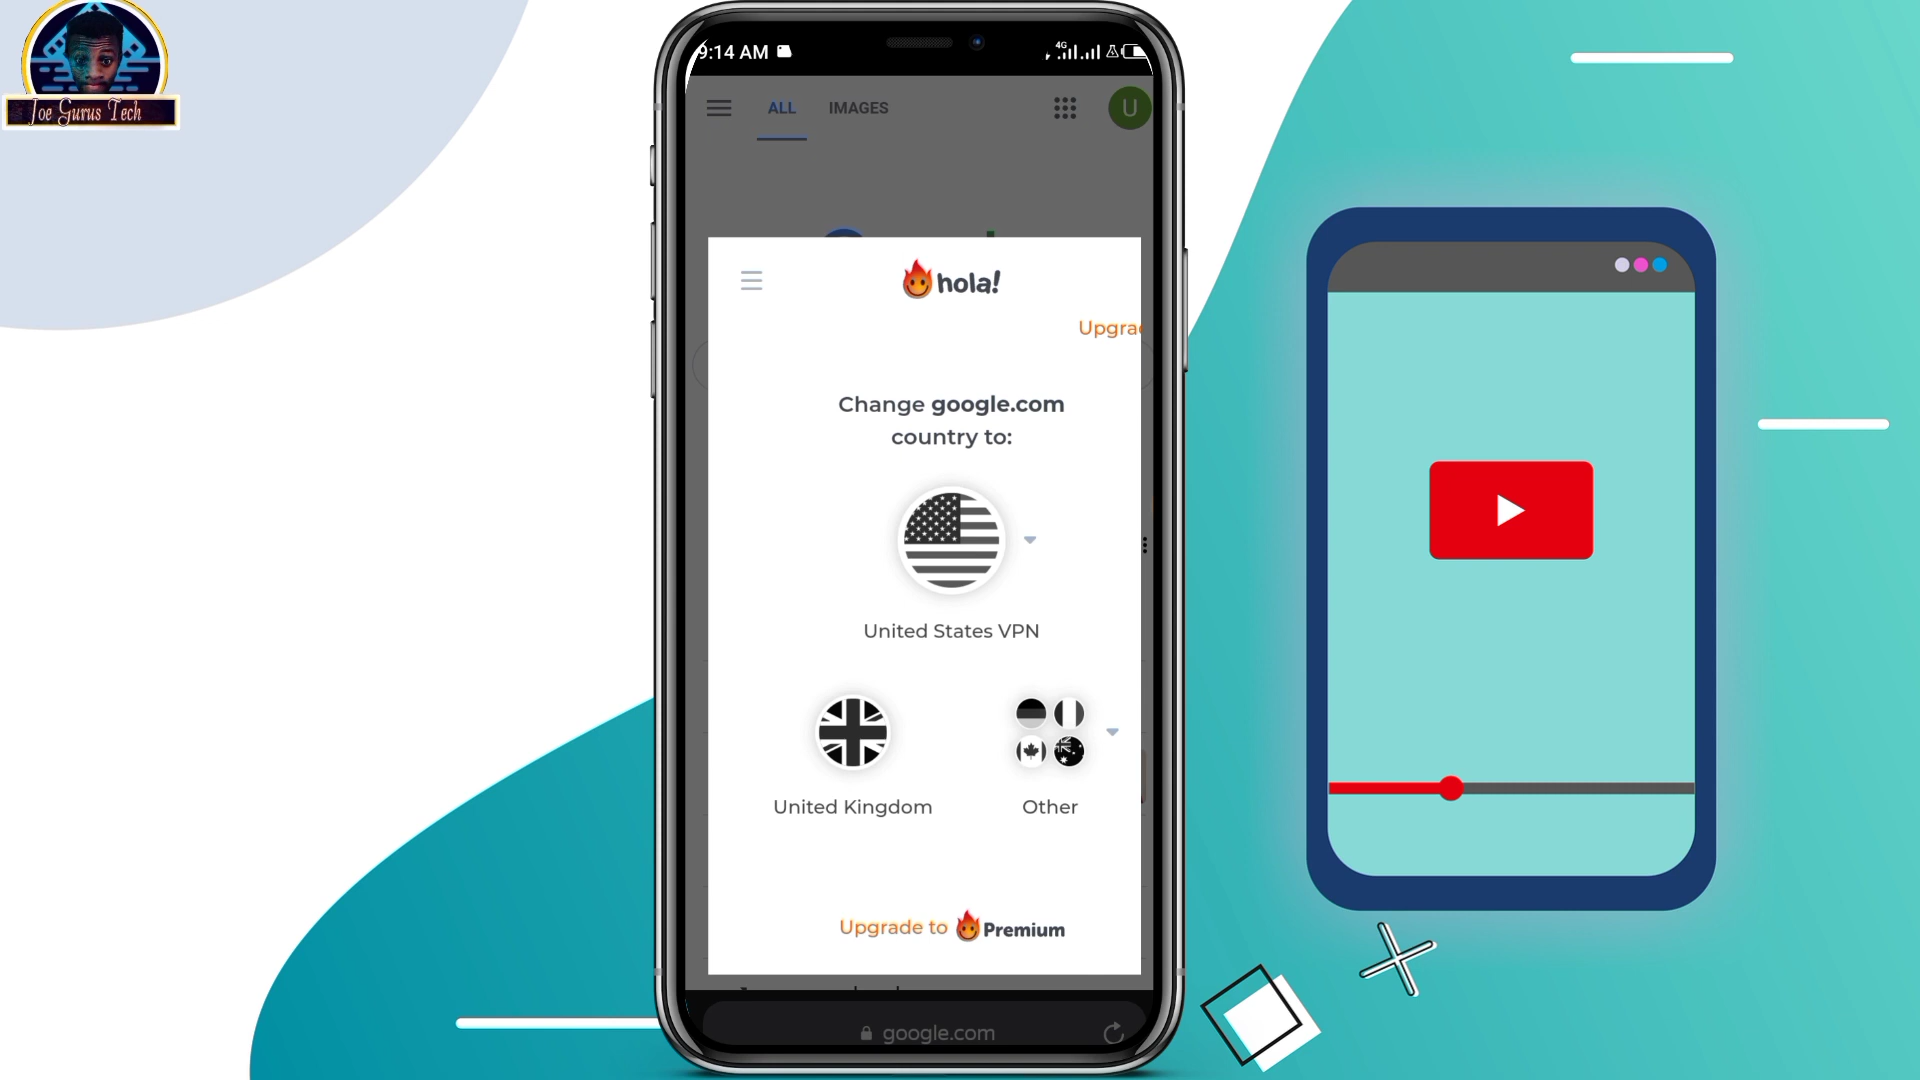 Joe Gurus Tech
9:14 AM
4G
ALL IMAGES
U
hola!
Change google.com
country to:
United States VPN
United Kingdom
Other
Upgrade to Premium
google.com